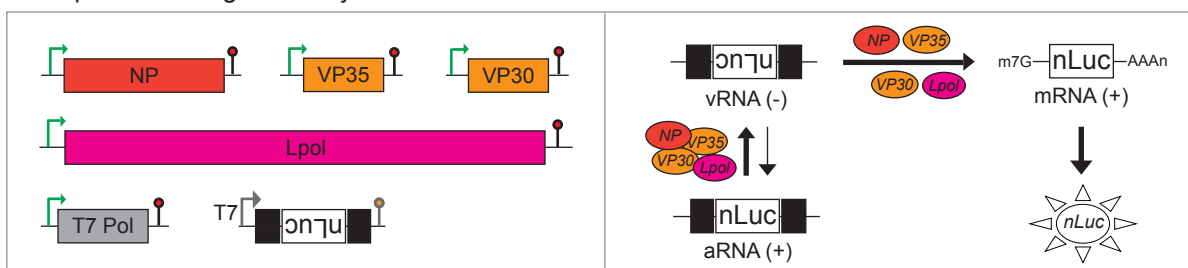 NP
VP35
VP30
Lpol
T7 Pol
T7
nLuc
nLuc
vRNA (-)
NP VP35
VP30 Lpol
m7G nLuc AAAn
mRNA (+)
NP
VP35
VP30
Lpol
nLuc
aRNA (+)
nLuc